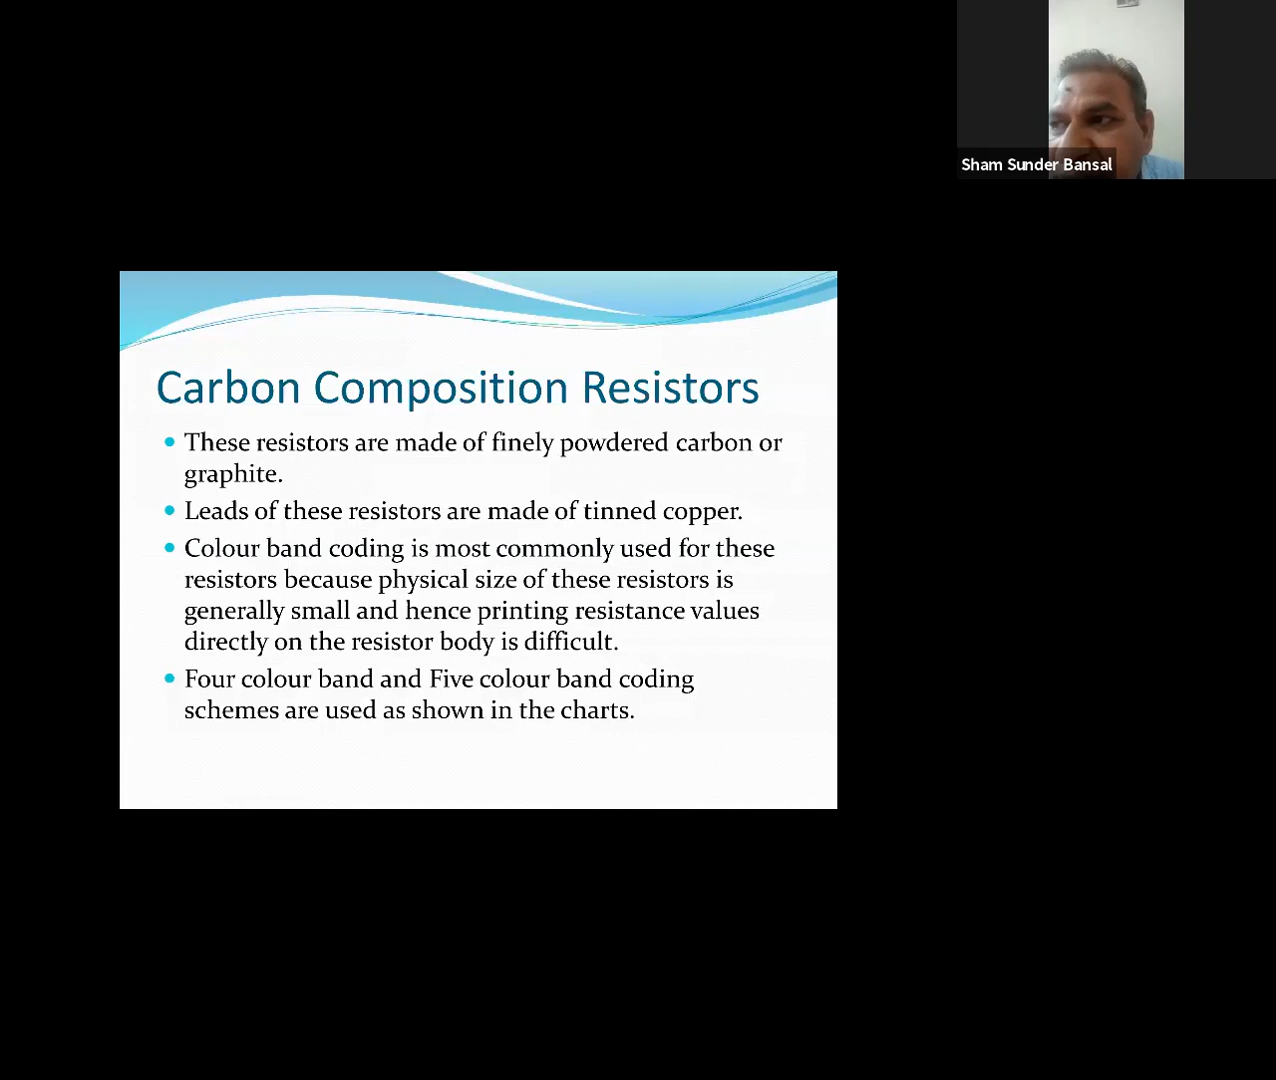 Sham Sunder Bansal
Carbon Composition Resistors
These resistors are made of finely powdered carbon or
graphite.
Leads of these resistors are made of tinned copper.
Colour band coding is most commonly used for these
resistors because physical size of these resistors is
generally small and hence printing resistance values
directly on the resistor body is difficult.
Four colour band and Five colour band coding
schemes are used as shown in the charts.